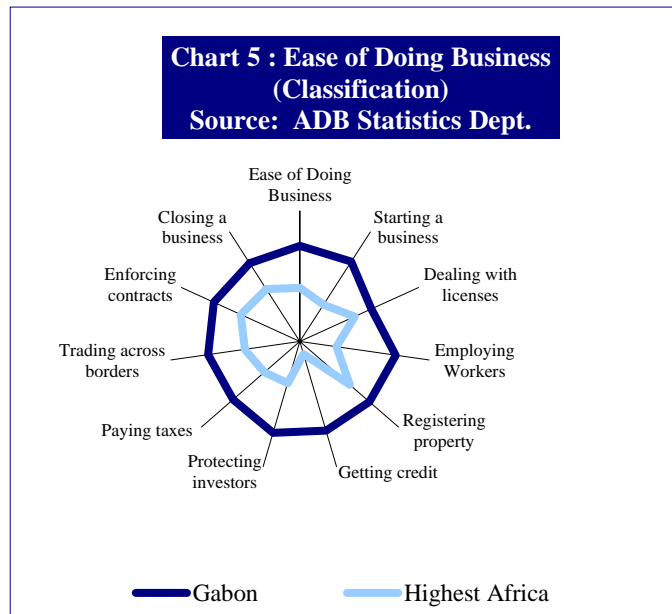 Chart 5 : Ease of Doing Business
(Classification)
Source:  ADB Statistics Dept.
Ease of Doing
Business
Starting a
business
Dealing with
licenses
Employing
Workers
Registering
property
Getting credit
Protecting
investors
Paying taxes
Trading across
borders
Enforcing
contracts
Closing a
business
Gabon
Highest Africa